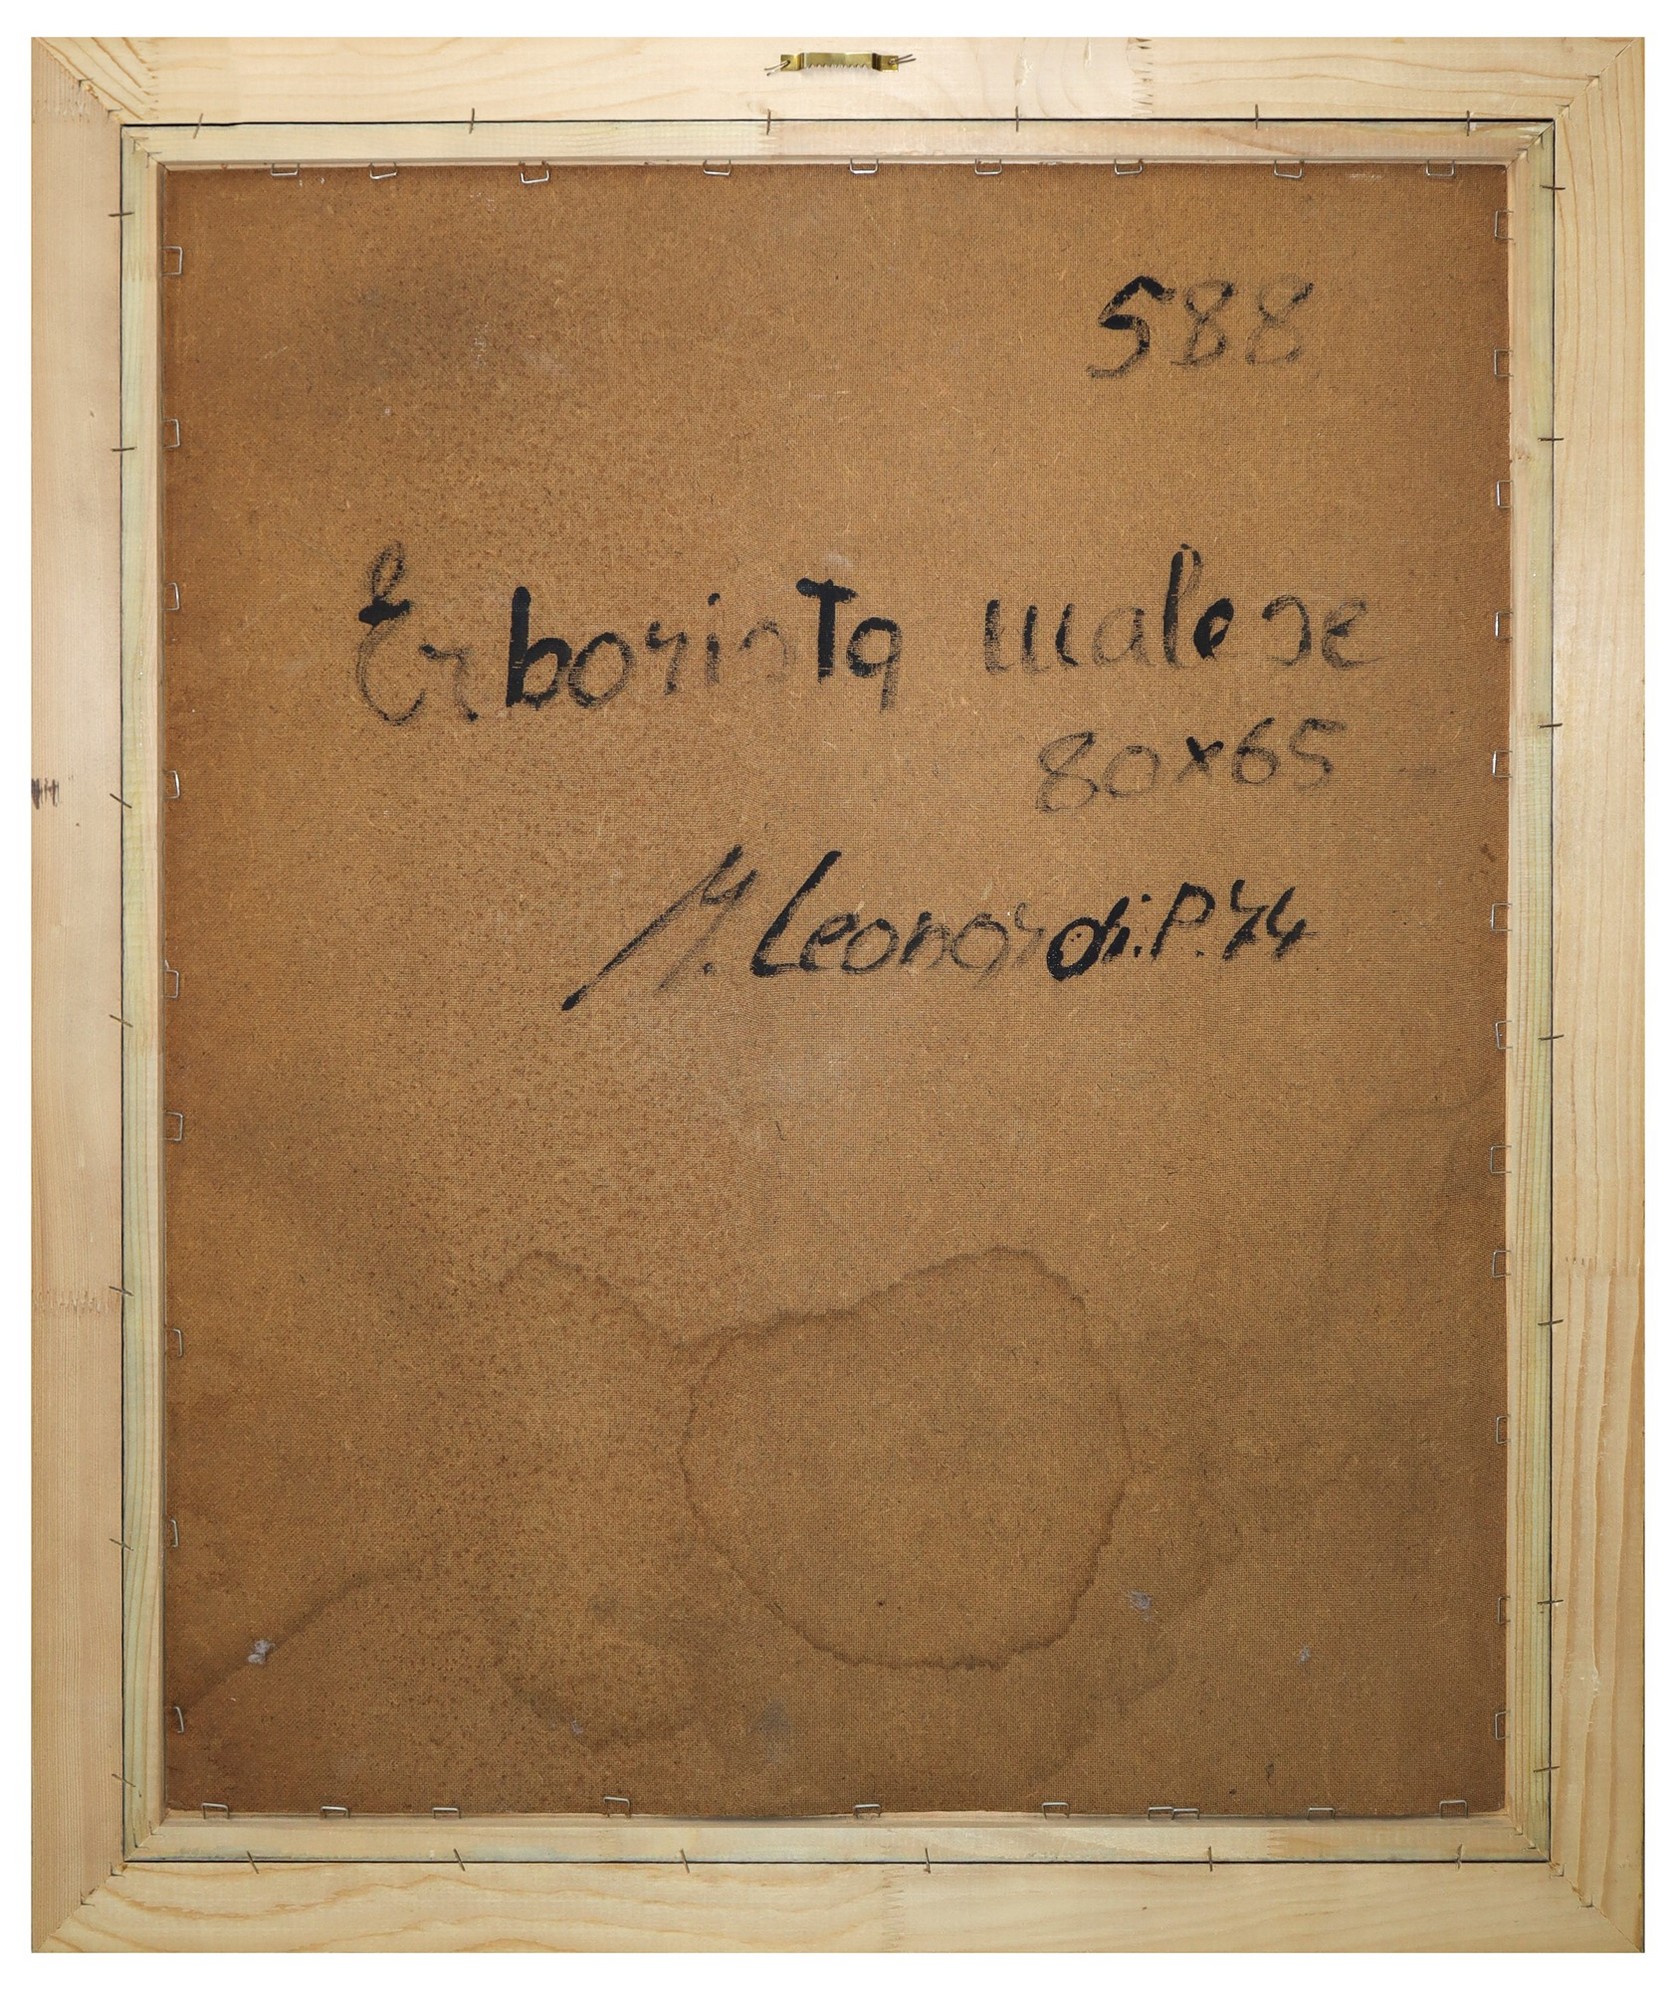 588
Erborista malese
80x65
M. Leonardi. P. 74